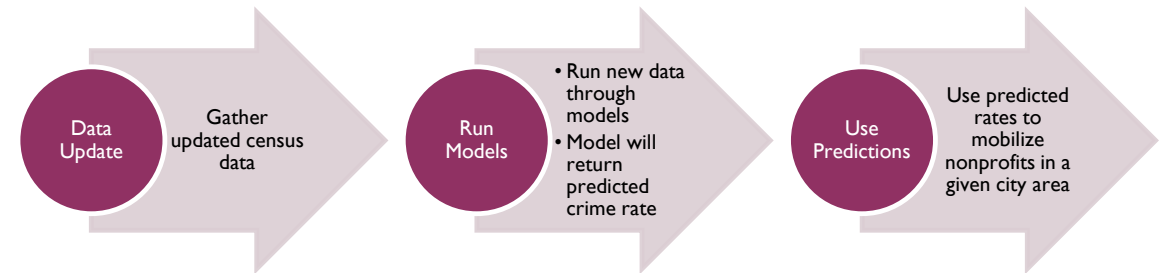 Data
Update
Gather
updated census
data
Run
Models
• Run new data
through
models
• Model will
return
predicted
crime rate
Use
Predictions
Use predicted
rates to
mobilize
nonprofits in a
given city area